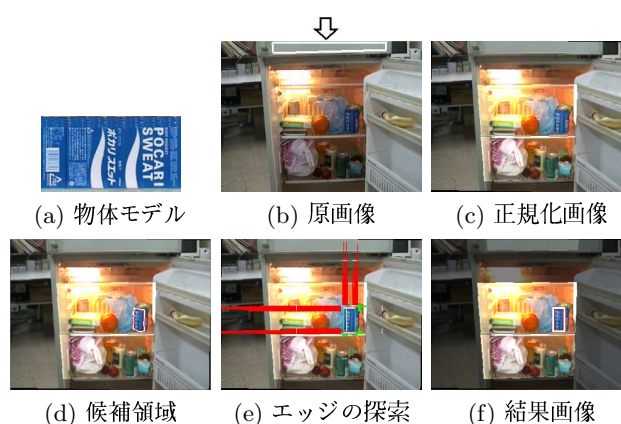 POCARI
SWEAT
ポカリスエット
(a) 物体モデル
(b) 原画像
(c) 正規化画像
(d) 候補領域
(e) エッジの探索
(f) 結果画像